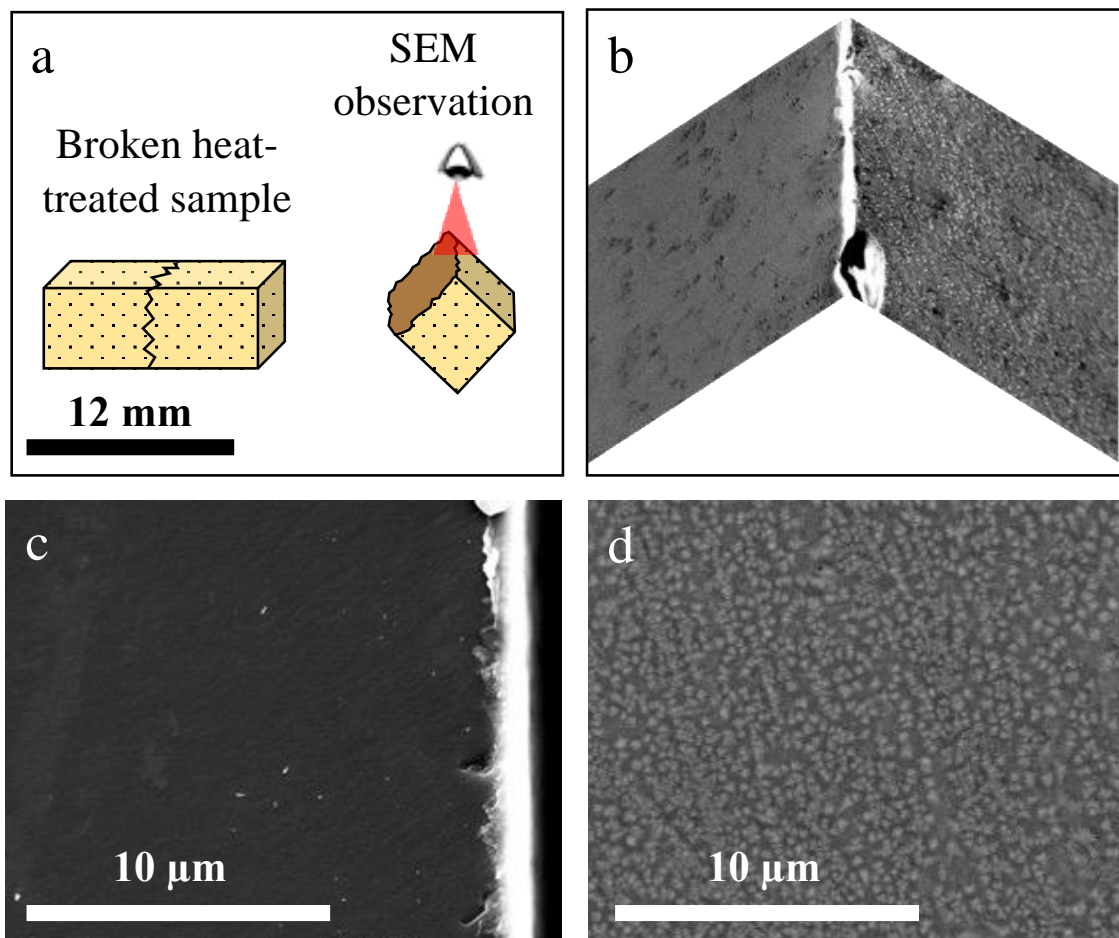 a
SEM
observation
Broken heat-
treated sample
12 mm
b
c
10 µm
d
10 µm